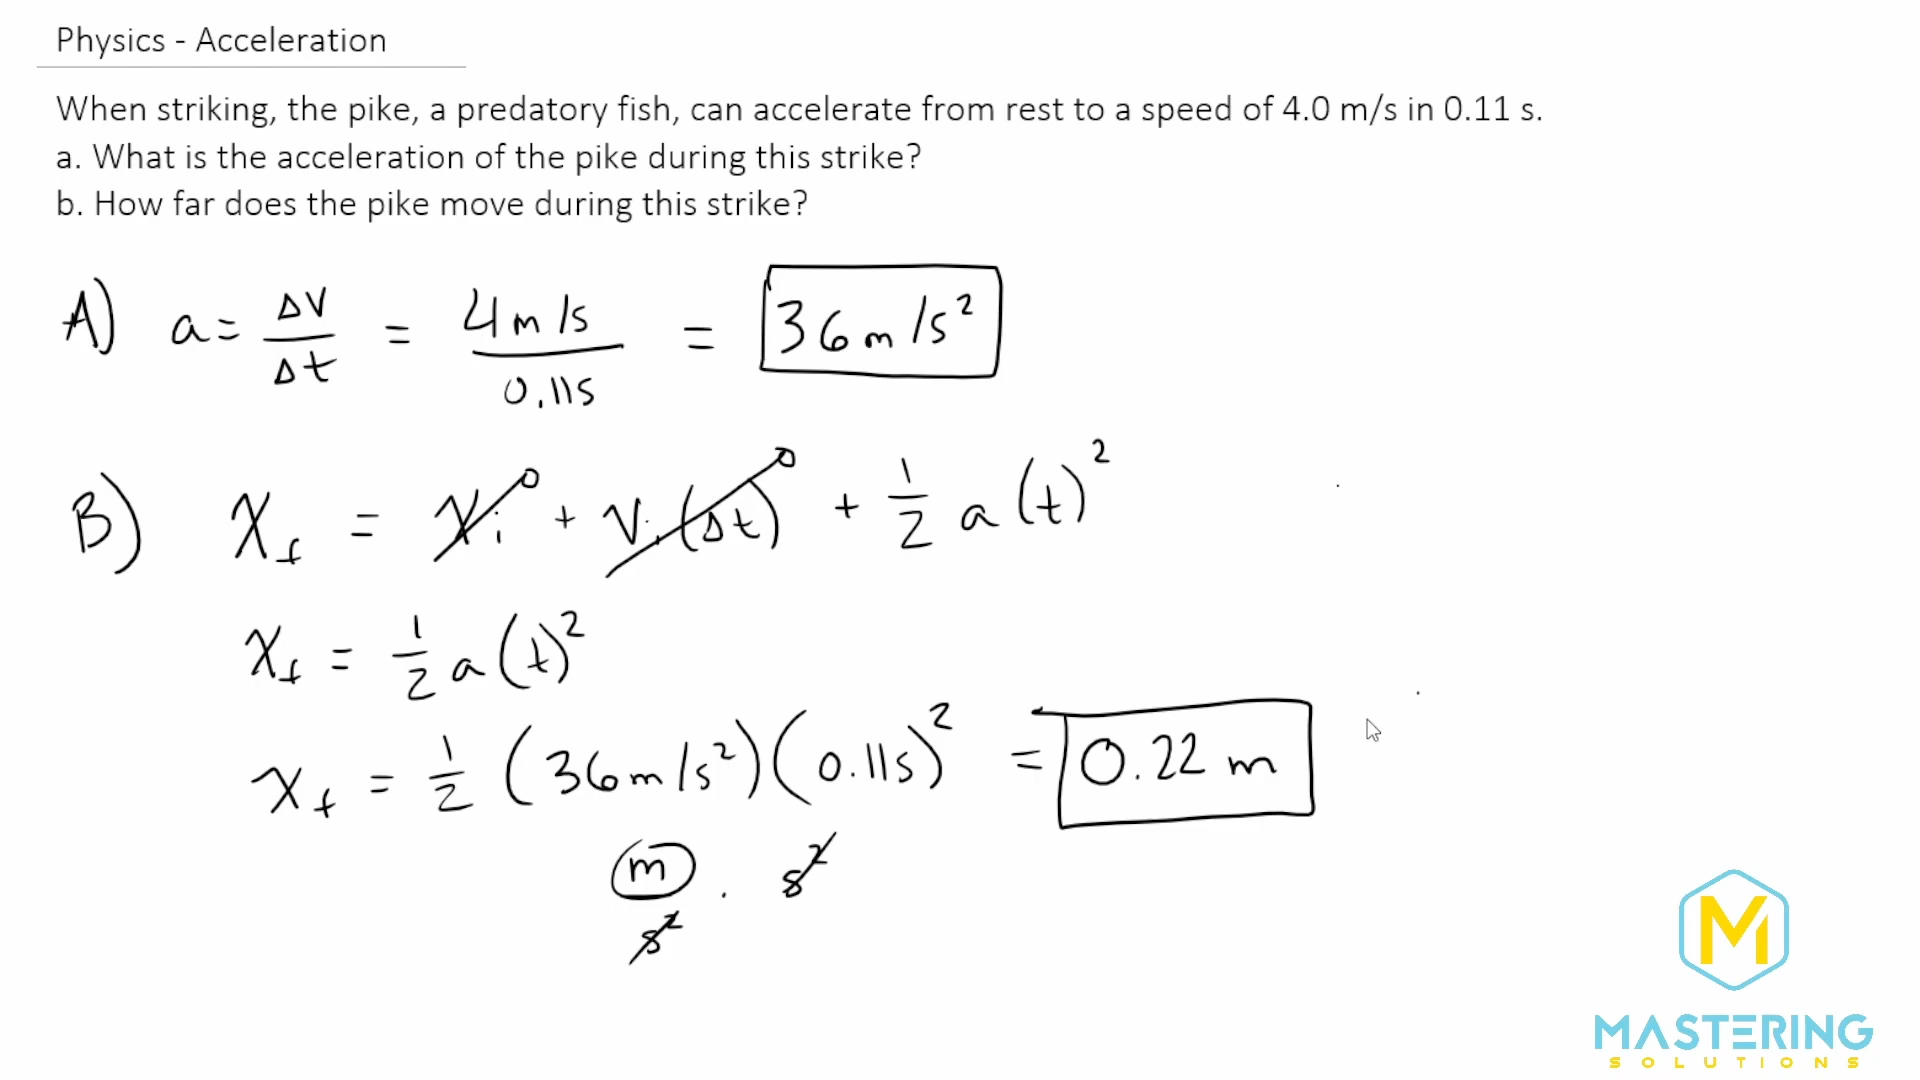 Physics - Acceleration
When striking, the pike, a predatory fish, can accelerate from rest to a speed of 4.0 m/s in 0.11 s.
a. What is the acceleration of the pike during this strike?
b. How far does the pike move during this strike?
A) a = Δv/Δt = 4m/s / 0.11s = 36m/s²
B) x_f = x_i⁰ + v_i(Δt)⁰ + 1/2 a(t)²
x_f = 1/2 a(t)²
x_f = 1/2 (36m/s²)(0.11s)² = 0.22 m
m/s² · s²
M
MASTERING
SOLUTIONS